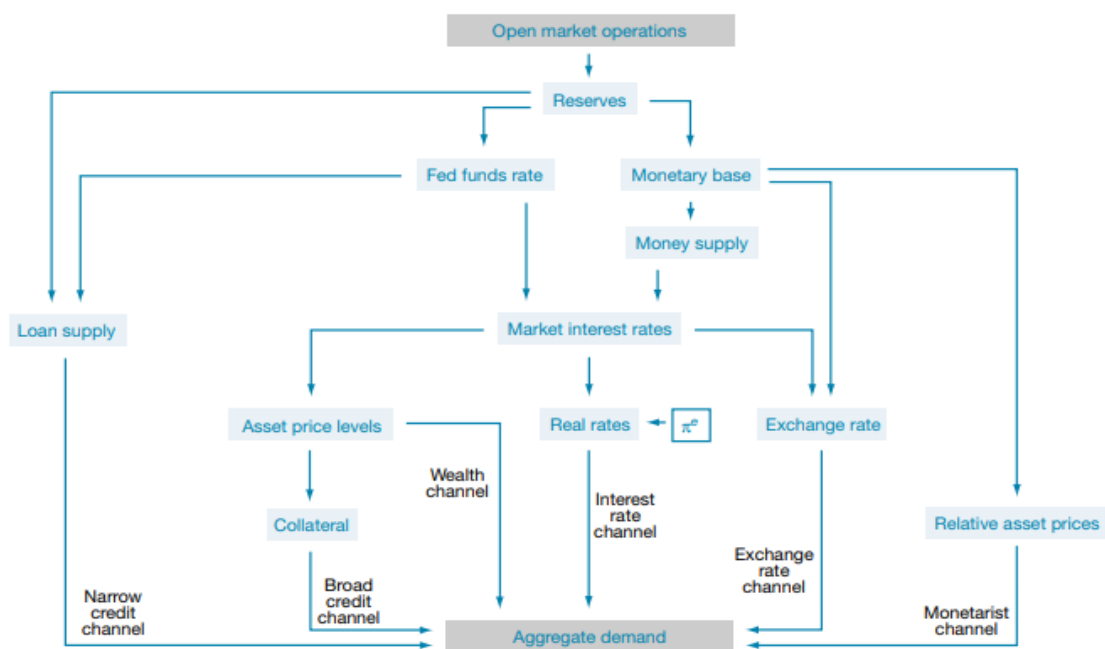 Open market operations
Reserves
Fed funds rate
Monetary base
Money supply
Loan supply
Market interest rates
Asset price levels
Real rates
πᵉ
Exchange rate
Wealth
channel
Interest
rate
channel
Collateral
Relative asset prices
Exchange
rate
channel
Broad
credit
channel
Narrow
credit
channel
Monetarist
channel
Aggregate demand